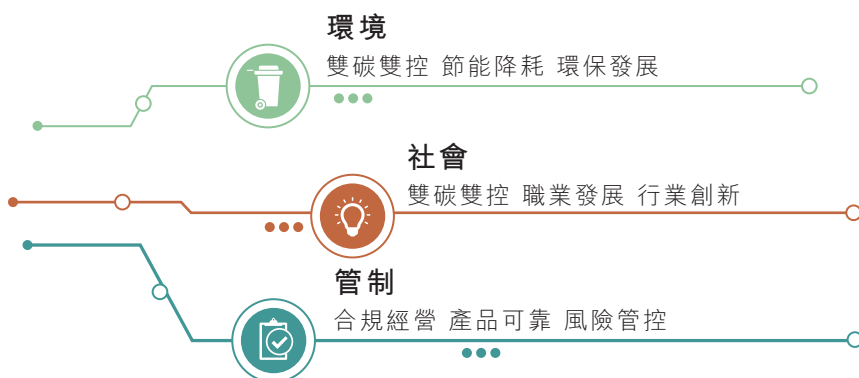 環境
雙碳雙控 節能降耗 環保發展
社會
雙碳雙控 職業發展 行業創新
管制
合規經營 產品可靠 風險管控